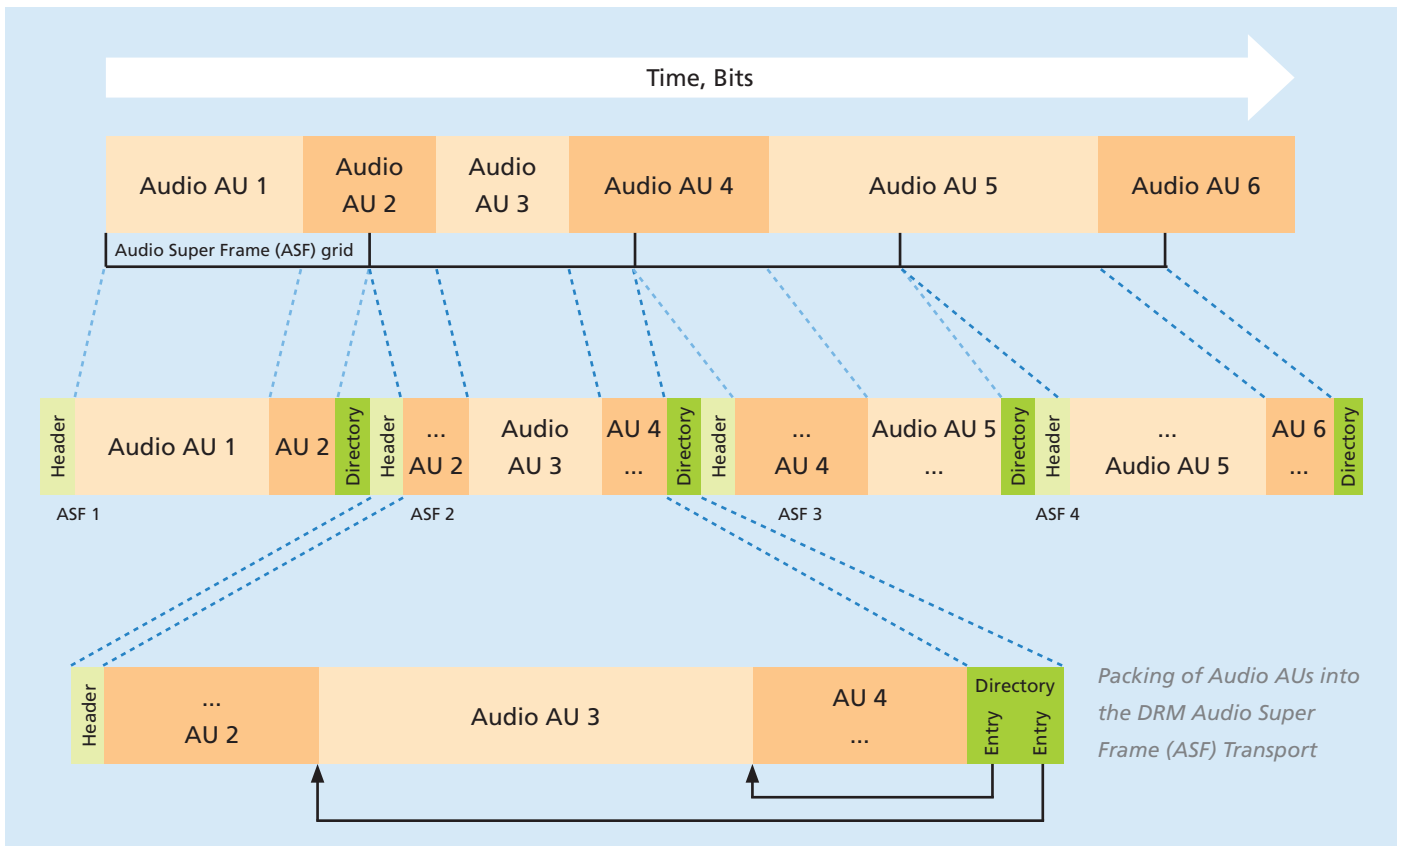 Time, Bits
Audio AU 1
Audio
AU 2
Audio
AU 3
Audio AU 4
Audio AU 5
Audio AU 6
Audio Super Frame (ASF) grid
Header
Audio AU 1
AU 2
Directory
Header
...
AU 2
Audio
AU 3
AU 4
...
Directory
Header
...
AU 4
Audio AU 5
...
Directory
Header
...
Audio AU 5
AU 6
...
Directory
ASF 1
ASF 2
ASF 3
ASF 4
Header
...
AU 2
Audio AU 3
AU 4
...
Directory
Entry
Entry
Packing of Audio AUs into
the DRM Audio Super
Frame (ASF) Transport